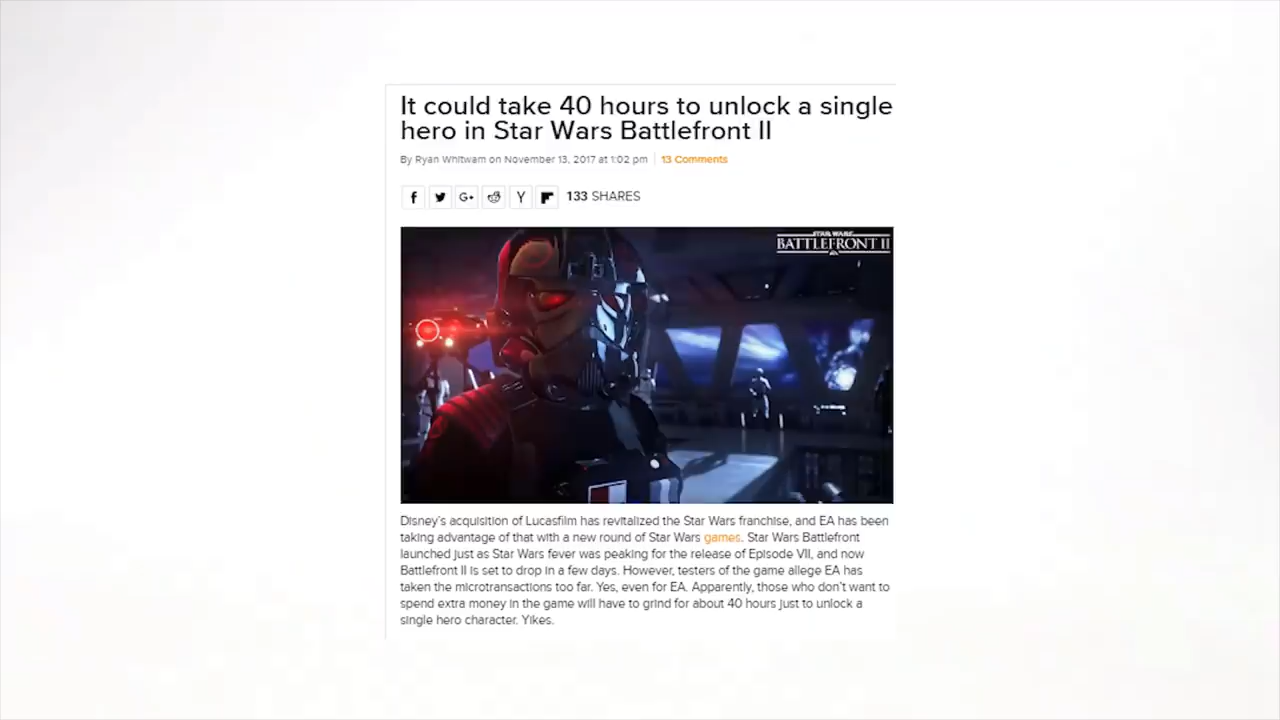 It could take 40 hours to unlock a single
hero in Star Wars Battlefront II
By Ryan Whitwam on November 13, 2017 at 1:02 pm 13 Comments
f G+ Y 133 SHARES
STAR WARS
BATTLEFRONT II
Disney's acquisition of Lucasfilm has revitalized the Star Wars franchise, and EA has been
taking advantage of that with a new round of Star Wars games. Star Wars Battlefront
launched just as Star Wars fever was peaking for the release of Episode VII, and now
Battlefront II is set to drop in a few days. However, testers of the game allege EA has
taken the microtransactions too far. Yes, even for EA. Apparently, those who don't want to
spend extra money in the game will have to grind for about 40 hours just to unlock a
single hero character. Yikes.